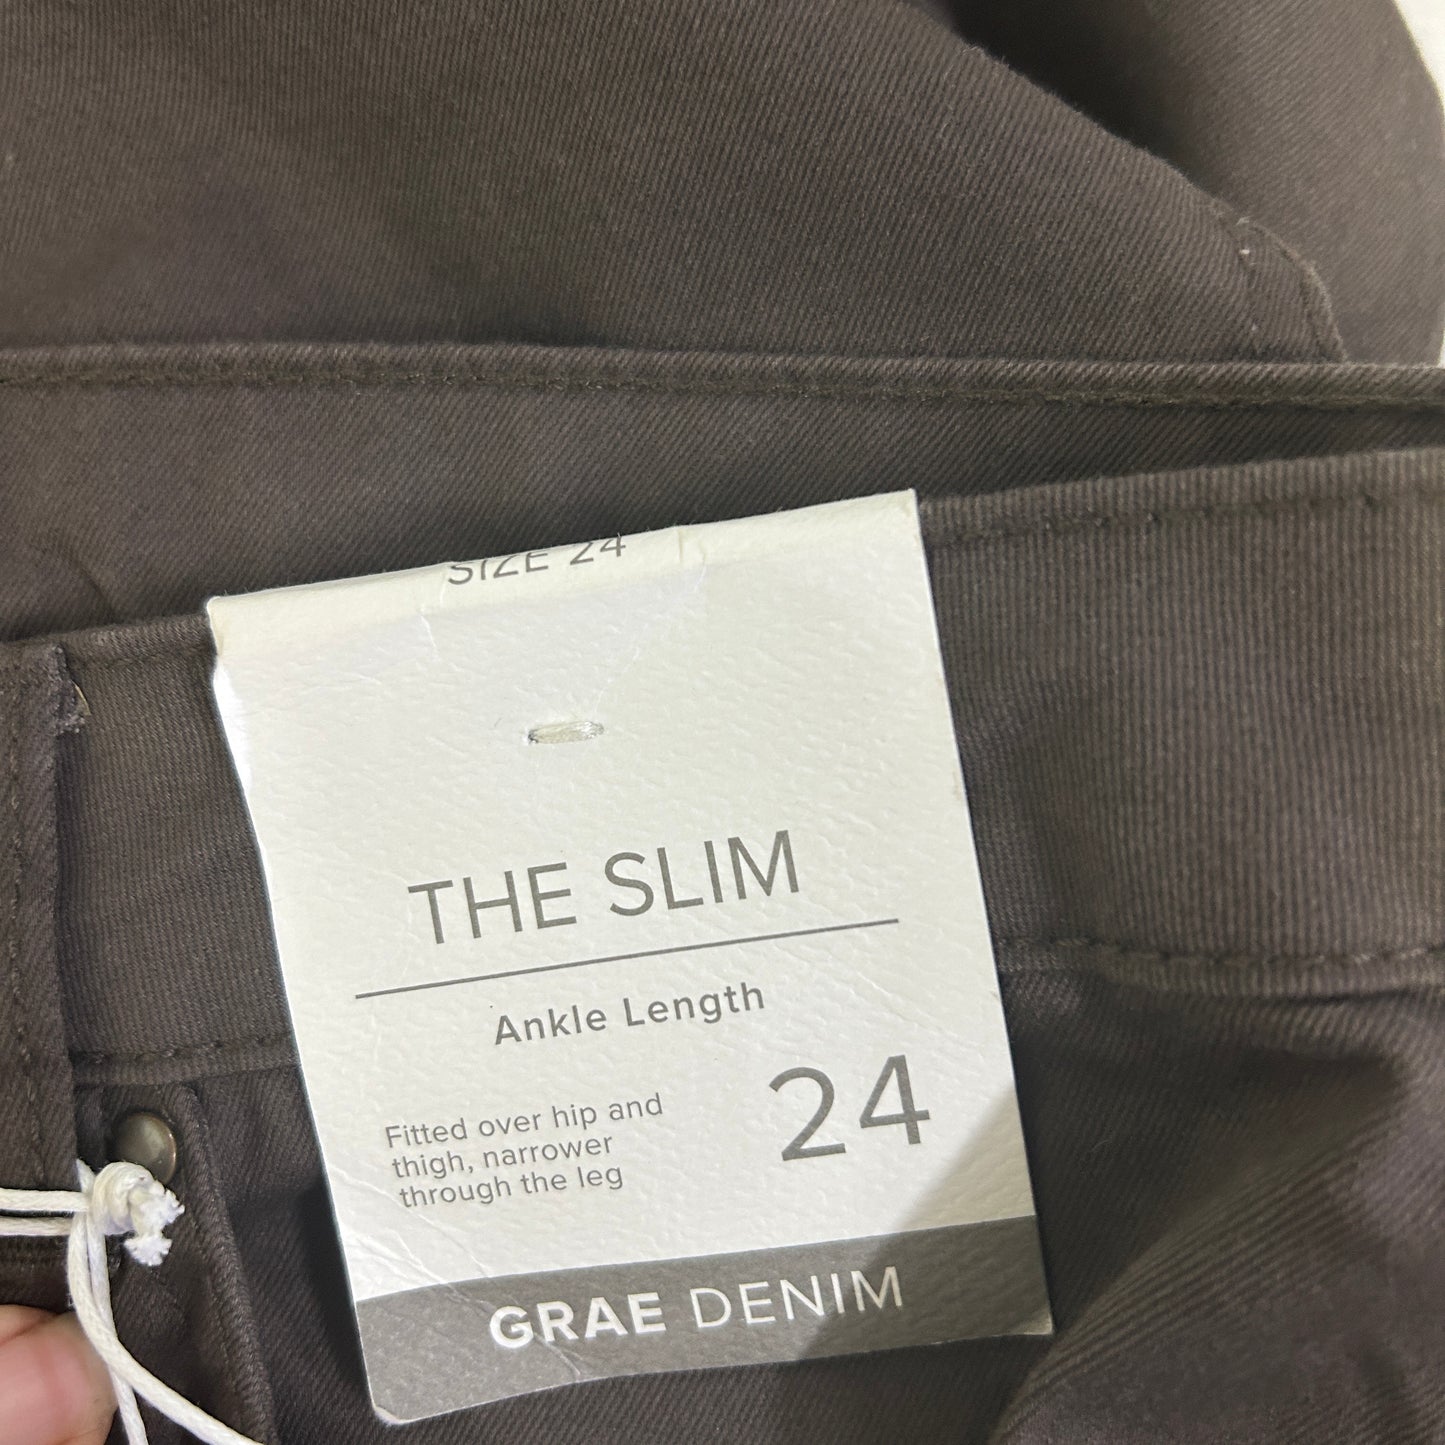 SIZE 24
THE SLIM
Ankle Length
Fitted over hip and
thigh, narrower
through the leg
24
GRAE DENIM